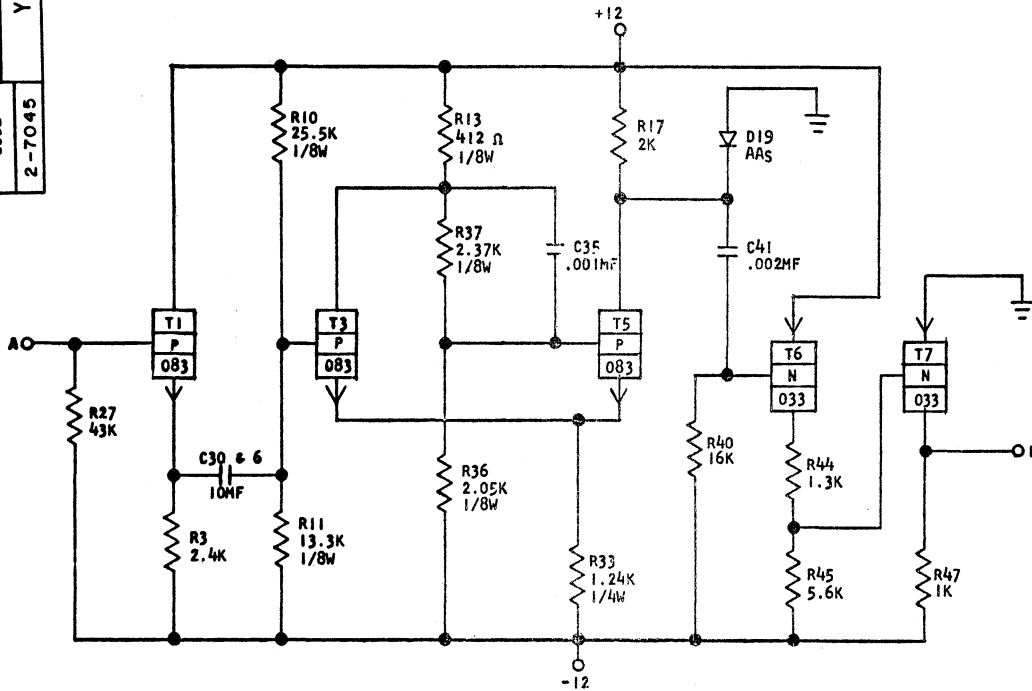 Y
2-7045
+12
R10
25.5K
1/8W
R13
412 Ω
1/8W
R17
2K
D19
AAS
R37
2.37K
1/8W
C35
.001MF
C41
.002MF
A
T1
P
083
T3
P
083
T5
P
083
T6
N
033
T7
N
033
R27
43K
C30 & 6
10MF
R3
2.4K
R11
13.3K
1/8W
R36
2.05K
1/8W
R33
1.24K
1/4W
R40
16K
R44
1.3K
R45
5.6K
R47
1K
-12